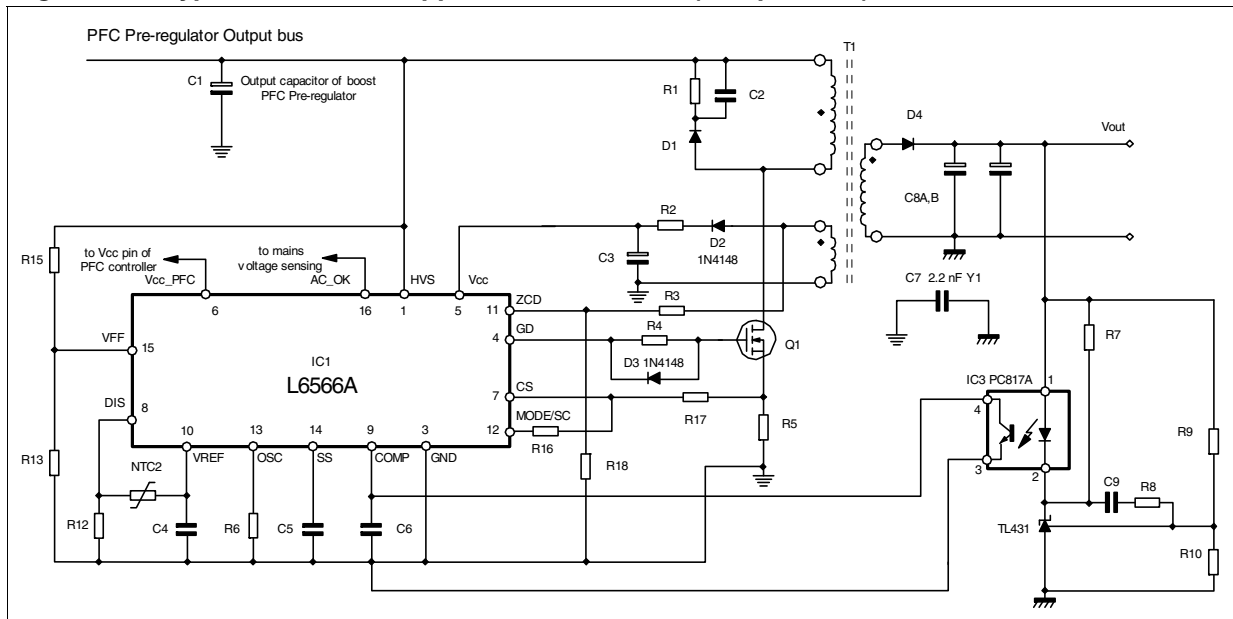 PFC Pre-regulator Output bus
T1
C1
Output capacitor of boost
PFC Pre-regulator
R1
C2
D1
D4
Vout
C8A,B
R2
D2
1N4148
C3
R15
to Vcc pin of
PFC controller
Vcc_PFC
to mains
voltage sensing
AC_OK
HVS
Vcc
6
16
1
5
ZCD
11
R3
C7 2.2 nF Y1
GD
4
R4
D3 1N4148
Q1
R7
VFF
15
IC1
L6566A
IC3 PC817A
1
4
CS
7
R17
DIS
8
MODE/SC
12
R16
R5
R9
10
13
14
9
3
VREF
OSC
SS
COMP
GND
R13
NTC2
R18
3
2
C9
R8
R12
C4
R6
C5
C6
TL431
R10